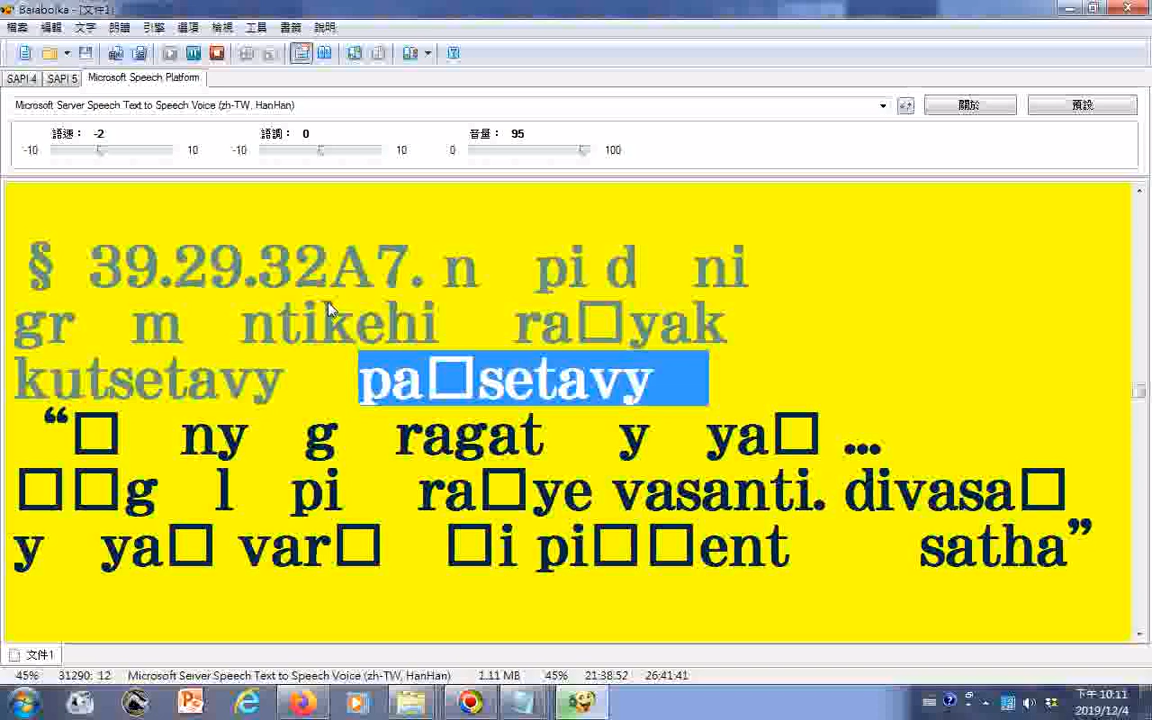 Balabolka - [文件1]
檔案 編輯 文字 朗讀 引擎 選項 檢視 工具 書籤 說明
SAPI 4 SAPI 5 Microsoft Speech Platform
Microsoft Server Speech Text to Speech Voice (zh-TW, HanHan) 關於 預設
語速： -2 語調： 0 音量： 95
-10 10 -10 10 0 100
§ 39.29.32A7. n pi d ni
gr m ntikehi ra□yak
kutsetavy pa□setavy
“□ ny g ragat y ya□ ...
□□g l pi ra□ye vasanti. divasa□
y ya□ var□ □i pi□□ent satha”
文件1
45% 31290: 12 Microsoft Server Speech Text to Speech Voice (zh-TW, HanHan) 1.11 MB 45% 21:38:52 26:41:41
下午 10:11
2019/12/4